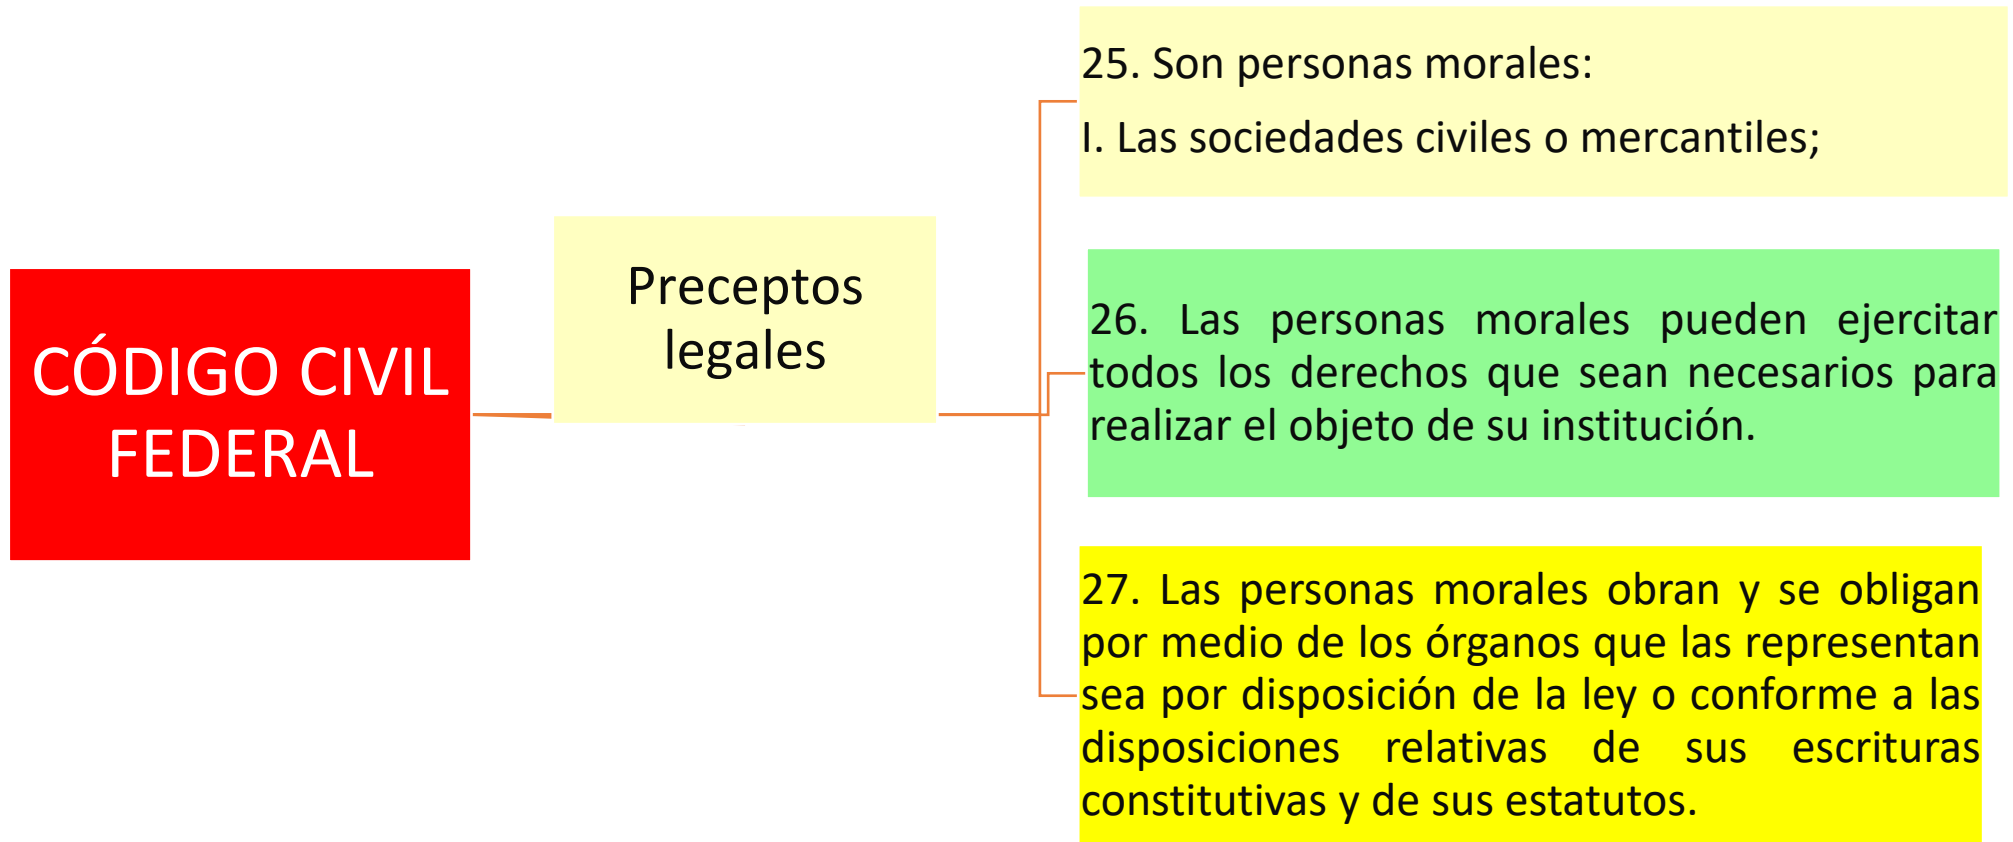 CÓDIGO CIVIL
FEDERAL
Preceptos
legales
25. Son personas morales:
I. Las sociedades civiles o mercantiles;
26. Las personas morales pueden ejercitar
todos los derechos que sean necesarios para
realizar el objeto de su institución.
27. Las personas morales obran y se obligan
por medio de los órganos que las representan
sea por disposición de la ley o conforme a las
disposiciones relativas de sus escrituras
constitutivas y de sus estatutos.